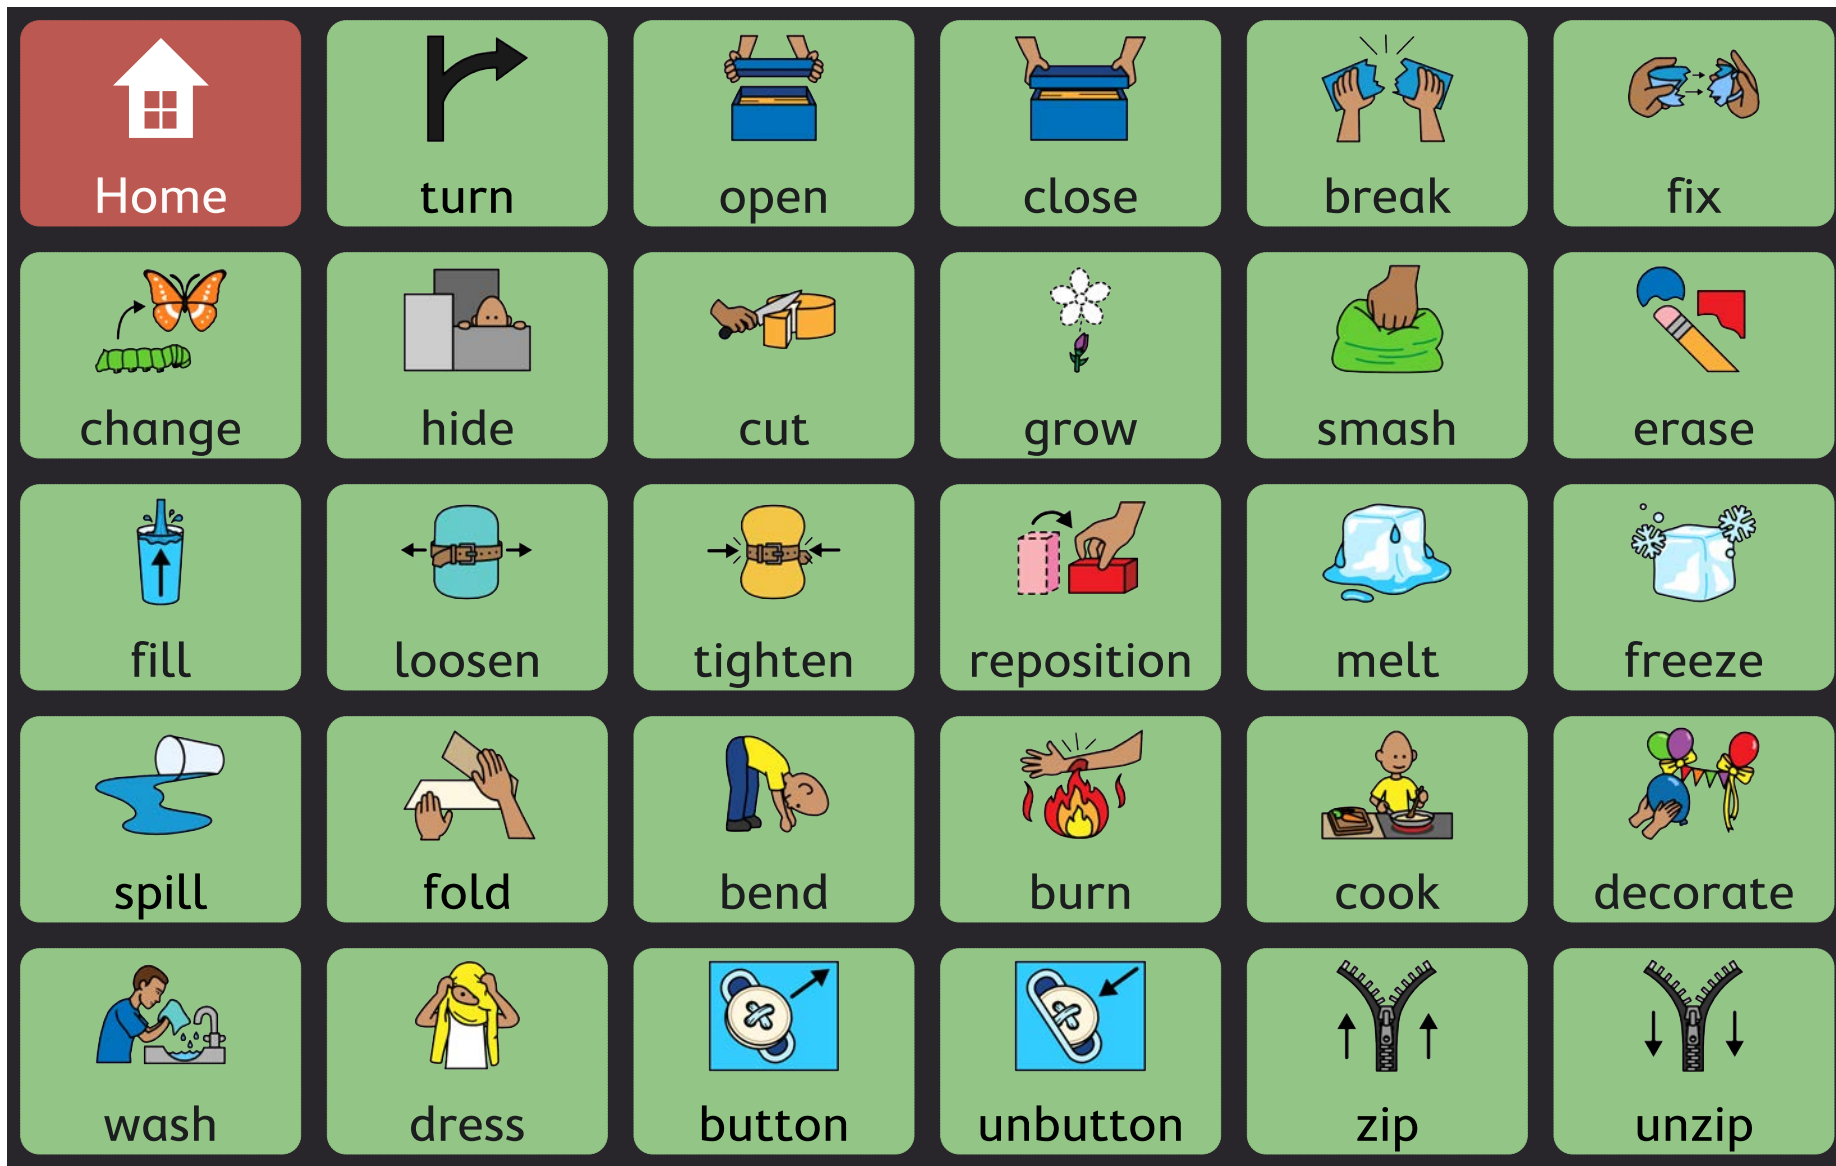 Home
turn
open
close
break
fix
change
hide
cut
grow
smash
erase
fill
loosen
tighten
reposition
melt
freeze
spill
fold
bend
burn
cook
decorate
wash
dress
button
unbutton
zip
unzip